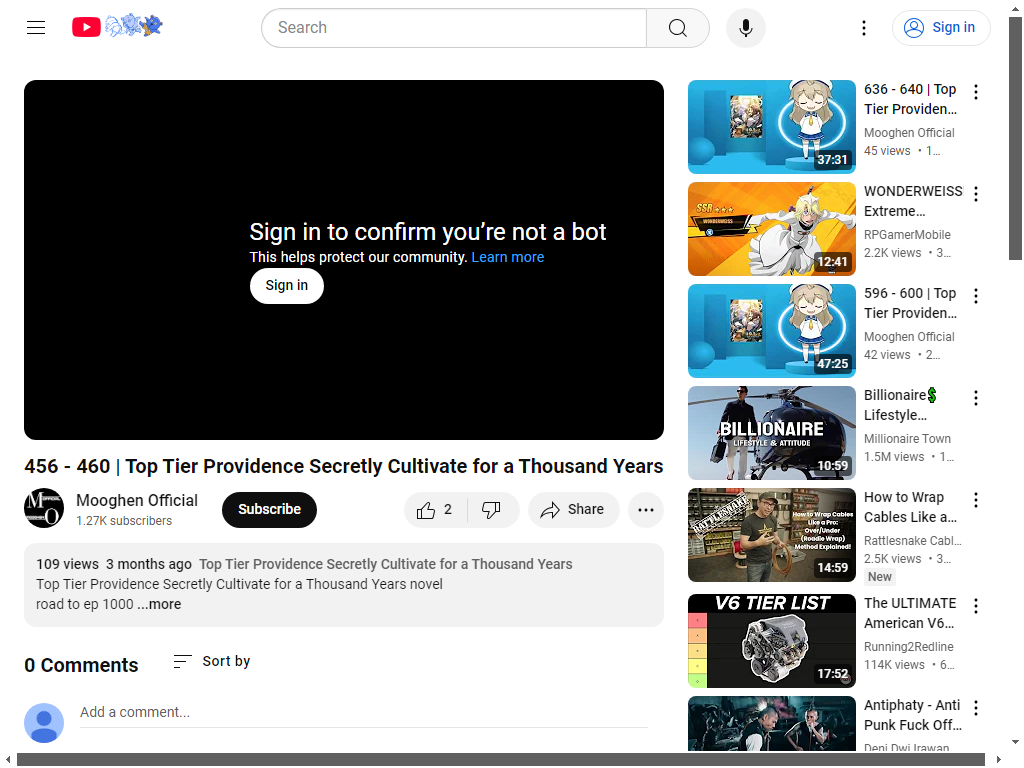 Search
Sign in
Sign in to confirm you’re not a bot
This helps protect our community. Learn more
Sign in
456 - 460 | Top Tier Providence Secretly Cultivate for a Thousand Years
Mooghen Official
1.27K subscribers
Subscribe
2
Share
109 views 3 months ago Top Tier Providence Secretly Cultivate for a Thousand Years
Top Tier Providence Secretly Cultivate for a Thousand Years novel
road to ep 1000 ...more
0 Comments
Sort by
Add a comment...
37:31
636 - 640 | Top
Tier Providen...
Mooghen Official
45 views • 1...
SSR
WONDERWEISS
12:41
WONDERWEISS
Extreme...
RPGamerMobile
2.2K views • 3...
47:25
596 - 600 | Top
Tier Providen...
Mooghen Official
42 views • 2...
BILLIONAIRE
LIFESTYLE & ATTITUDE
10:59
Billionaire💲
Lifestyle...
Millionaire Town
1.5M views • 1...
RATTLESNAKE
How to Wrap Cables
Like a Pro:
Over/Under
(Roadie Wrap)
Method Explained!
14:59
How to Wrap
Cables Like a...
Rattlesnake Cabl...
2.5K views • 3...
New
V6 TIER LIST
17:52
The ULTIMATE
American V6...
Running2Redline
114K views • 6...
Antiphaty - Anti
Punk Fuck Off...
Deni Dwi Irawan